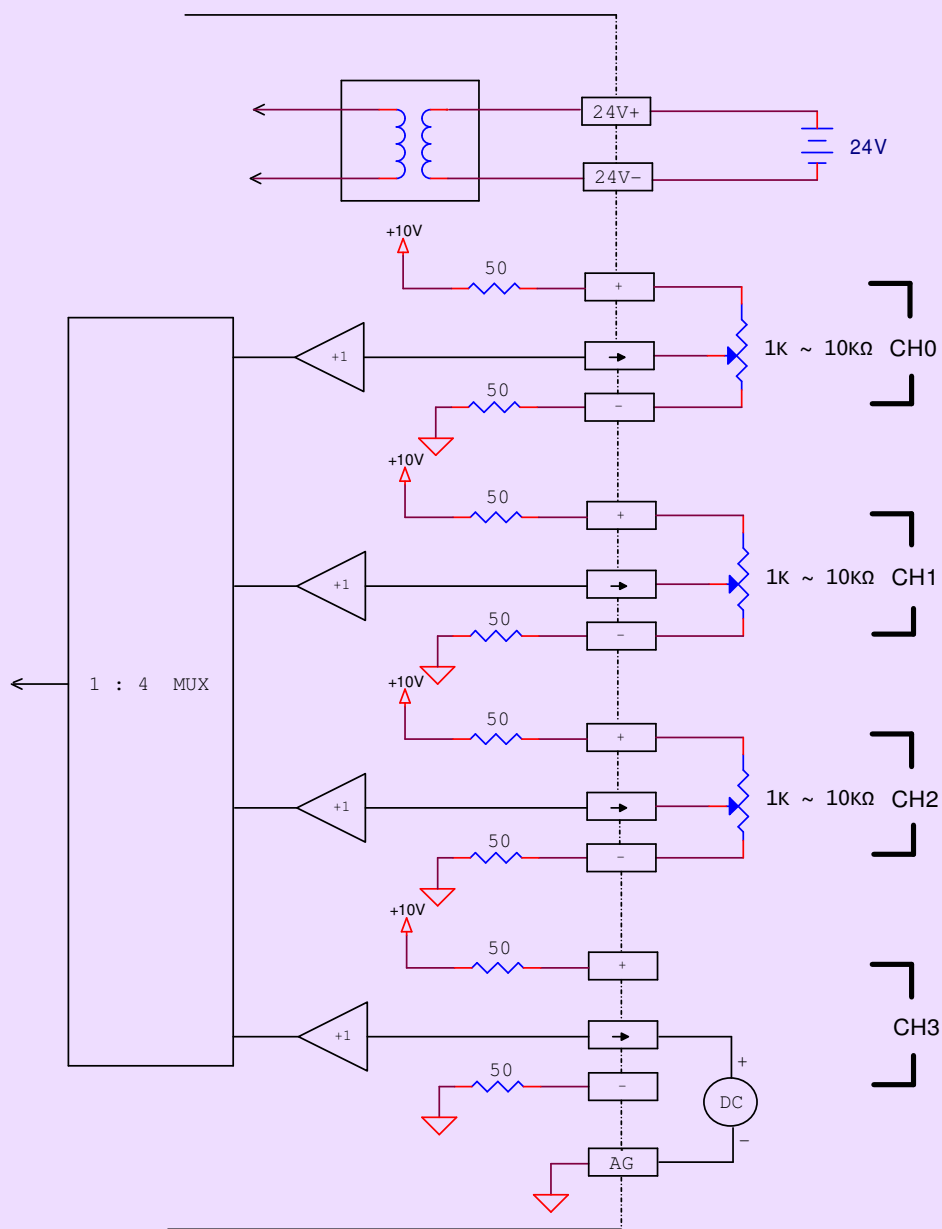 24V+
24V
24V−
+10V
50
+
+1
→
1K ~ 10KΩ CH0
50
−
+10V
50
+
+1
→
1K ~ 10KΩ CH1
50
−
1 : 4 MUX
+10V
50
+
+1
→
1K ~ 10KΩ CH2
50
−
+10V
50
+
CH3
+1
→
+
50
−
DC
−
AG